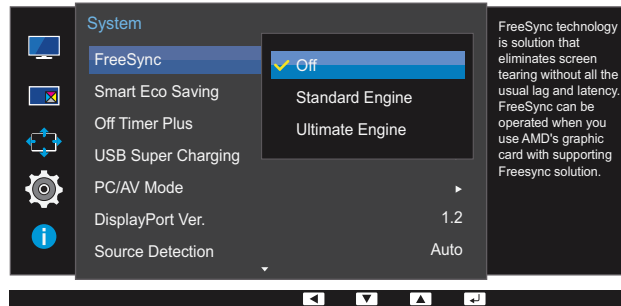 System
FreeSync
Smart Eco Saving
Off Timer Plus
USB Super Charging
PC/AV Mode
DisplayPort Ver. 1.2
Source Detection Auto
Off
Standard Engine
Ultimate Engine
FreeSync technology
is solution that
eliminates screen
tearing without all the
usual lag and latency.
FreeSync can be
operated when you
use AMD's graphic
card with supporting
Freesync solution.